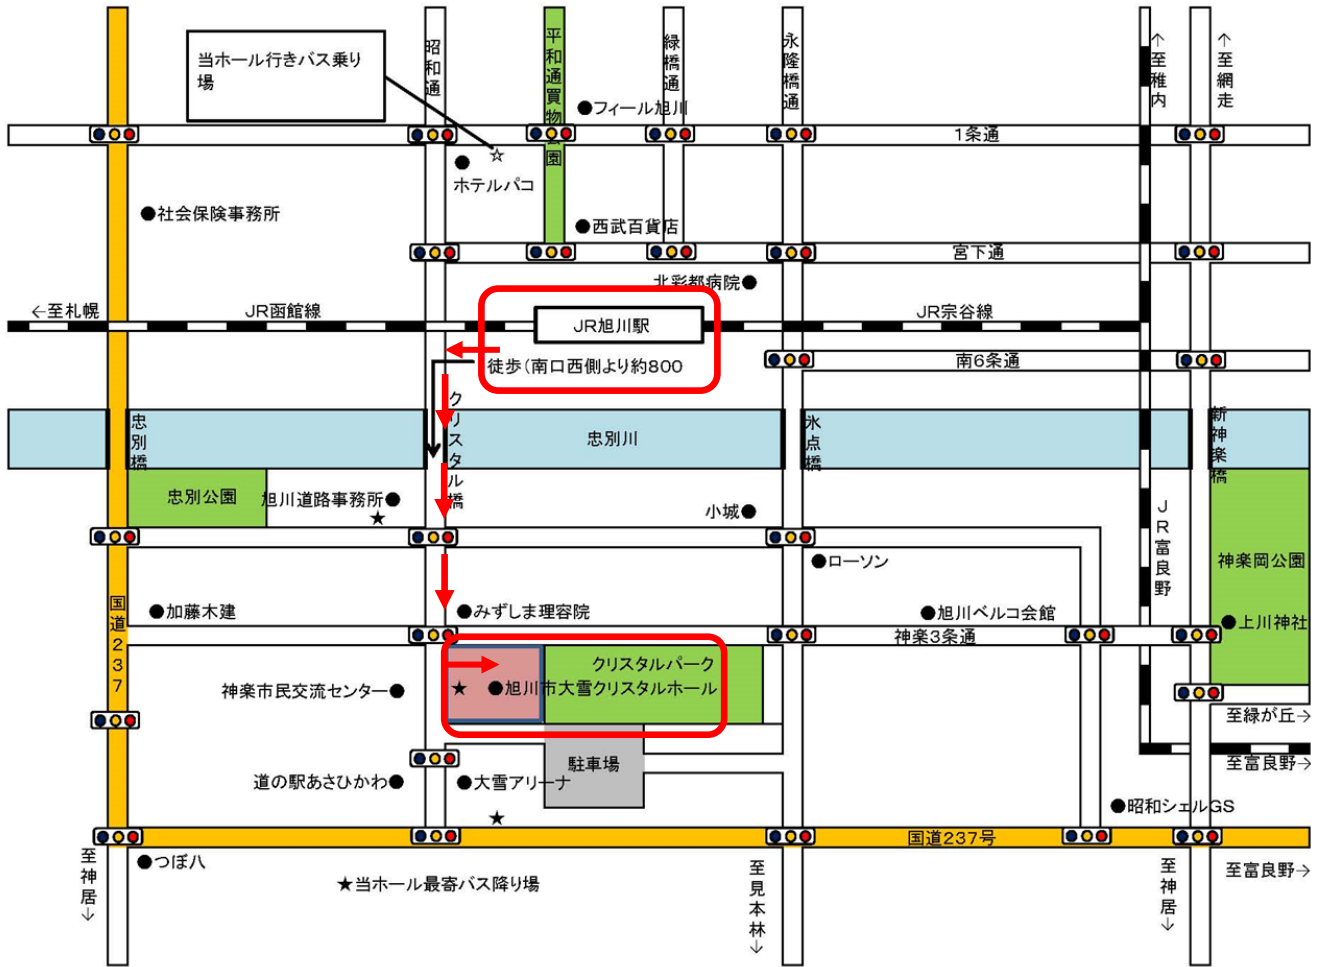 当ホール行きバス乗り
場
昭和通
平和通買物公園
緑橋通
永隆橋通
↑至稚内
↑至網走
●フィール旭川
1条通
☆
●
ホテルパコ
●社会保険事務所
●西武百貨店
宮下通
北彩都病院●
←至札幌
JR函館線
JR旭川駅
JR宗谷線
徒歩(南口西側より約800
南6条通
忠別橋
クリスタル橋
忠別川
氷点橋
新神楽橋
忠別公園
旭川道路事務所●
★
小城●
●ローソン
JR富良野
神楽岡公園
国道237
●加藤木建
●みずしま理容院
●旭川ベルコ会館
●上川神社
神楽3条通
クリスタルパーク
神楽市民交流センター●
★ ●旭川市大雪クリスタルホール
至緑が丘→
駐車場
至富良野→
道の駅あさひかわ●
●大雪アリーナ
★
●昭和シェルGS
国道237号
至神居↓
●つぼ八
★当ホール最寄バス降り場
至見本林↓
至神居↓
至富良野→